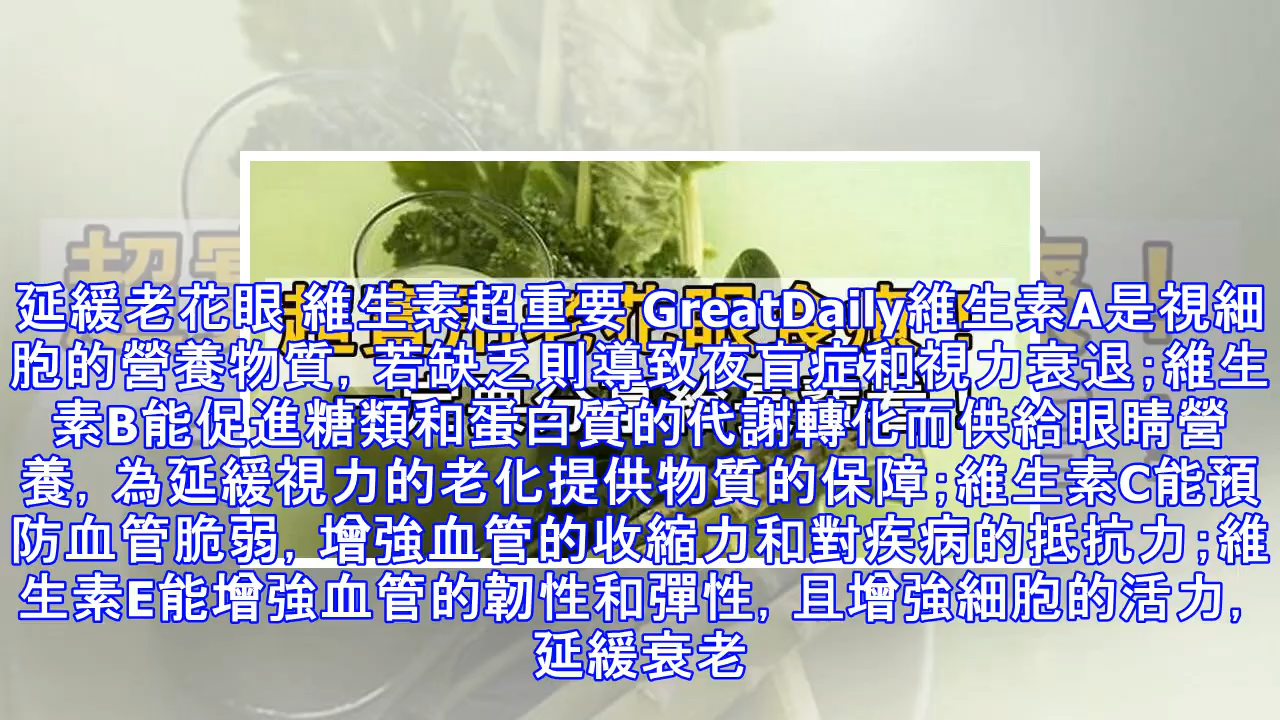 延緩老花眼 維生素超重要 GreatDaily維生素A是視細
胞的營養物質, 若缺乏則導致夜盲症和視力衰退;維生
素B能促進糖類和蛋白質的代謝轉化而供給眼睛營
養, 為延緩視力的老化提供物質的保障;維生素C能預
防血管脆弱, 增強血管的收縮力和對疾病的抵抗力;維
生素E能增強血管的韌性和彈性, 且增強細胞的活力,
延緩衰老